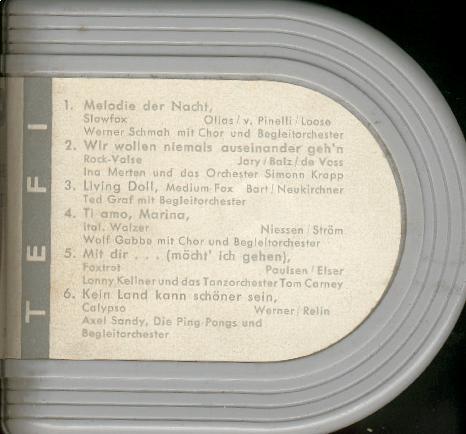 TEFI
1. Melodie der Nacht,
Slowfox Olias / v. Pinelli / Loose
Werner Schmah mit Chor und Begleitorchester
2. Wir wollen niemals auseinander geh'n
Rock-Valse Jary / Balz / de Voss
Ina Merten und das Orchester Simonn Krapp
3. Living Doll, Medium-Fox Bart / Neukirchner
Ted Graf mit Begleitorchester
4. Ti amo, Marina,
Ital. Walzer Niessen / Ström
Wolf Gabbe mit Chor und Begleitorchester
5. Mit dir . . . (möcht' ich gehen),
Foxtrot Paulsen / Elser
Lonny Kellner und das Tanzorchester Tom Carney
6. Kein Land kann schöner sein,
Calypso Werner / Relin
Axel Sandy, Die Ping Pongs und
Begleitorchester